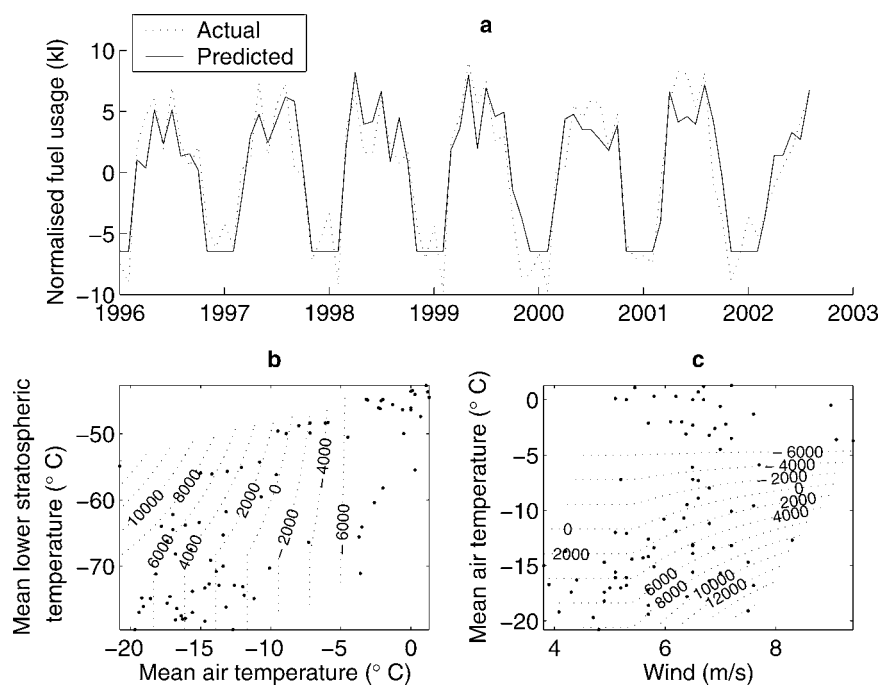 a
Actual
Predicted
Normalised fuel usage (kl)
10
5
0
−5
−10
1996 1997 1998 1999 2000 2001 2002 2003
b
Mean lower stratospheric
temperature (° C)
−50
−60
−70
10000
8000
6000
4000
2000
0
−2000
−4000
−6000
−20 −15 −10 −5 0
Mean air temperature (° C)
c
Mean air temperature (° C)
0
−5
−10
−15
−20
−6000
−4000
−2000
0
2000
4000
0
2000
6000
8000
10000
12000
4 6 8
Wind (m/s)